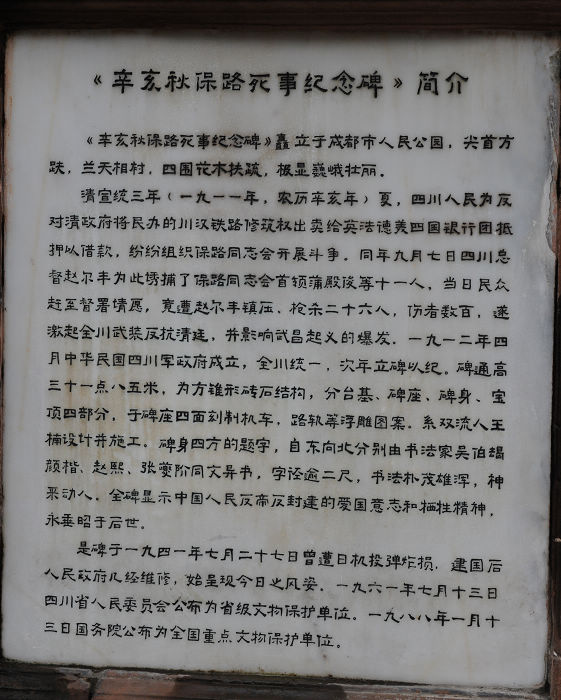 《辛亥秋保路死事纪念碑》简介
《辛亥秋保路死事纪念碑》矗立于成都市人民公园，尖首方
趺，兰天相衬，四围花木扶疏，极显巍峨壮丽。
清宣统三年（一九一一年，农历辛亥年）夏，四川人民为反
对清政府将民办的川汉铁路修筑权出卖给英法德美四国银行团抵
押以借款，纷纷组织保路同志会开展斗争。同年九月七日四川总
督赵尔丰为此诱捕了保路同志会首领蒲殿俊等十一人，当日民众
赶至督署情愿，竟遭赵尔丰镇压，枪杀二十六人，伤者数百，遂
激起全川武装反抗清廷，并影响武昌起义的爆发。一九一二年四
月中华民国四川军政府成立，全川统一，次年立碑以纪。碑通高
三十一点八五米，为方锥形砖石结构，分台基、碑座、碑身、宝
顶四部分，于碑座四面刻制机车，路轨等浮雕图案。系双流人王
楠设计并施工。碑身四方的题字，自东向北分别由书法家吴伯朅
颜楷、赵熙、张夔阶同文异书，字径逾二尺，书法朴茂雄浑，神
采动人。全碑显示中国人民反帝反封建的爱国意志和牺牲精神，
永垂昭于后世。
是碑于一九四一年七月二十七日曾遭日机投弹炸损，建国后
人民政府几经维修，始呈现今日之风姿。一九六一年七月十三日
四川省人民委员会公布为省级文物保护单位。一九八八年一月十
三日国务院公布为全国重点文物保护单位。